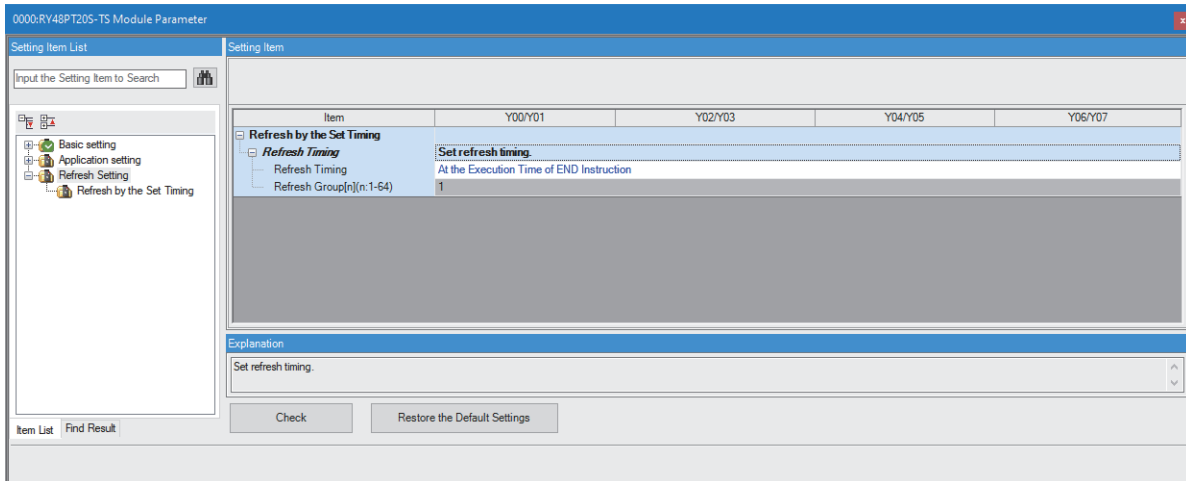 0000:RY48PT20S-TS Module Parameter
x
Setting Item List
Setting Item
Input the Setting Item to Search
Item Y00/Y01 Y02/Y03 Y04/Y05 Y06/Y07
Refresh by the Set Timing
Refresh Timing Set refresh timing.
Refresh Timing At the Execution Time of END Instruction
Refresh Group[n](n:1-64) 1
Basic setting
Application setting
Refresh Setting
Refresh by the Set Timing
Explanation
Set refresh timing.
Check Restore the Default Settings
Item List Find Result